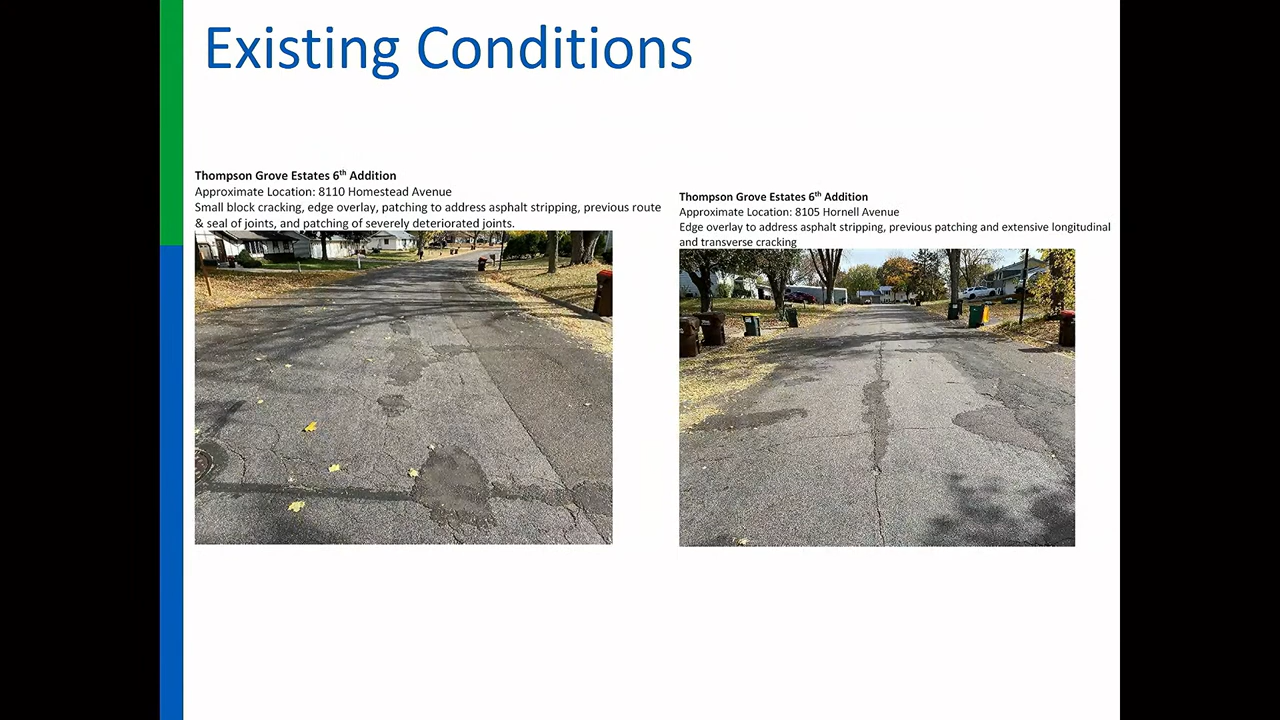 Existing Conditions
Thompson Grove Estates 6th Addition
Approximate Location: 8110 Homestead Avenue
Small block cracking, edge overlay, patching to address asphalt stripping, previous route
& seal of joints, and patching of severely deteriorated joints.
Thompson Grove Estates 6th Addition
Approximate Location: 8105 Hornell Avenue
Edge overlay to address asphalt stripping, previous patching and extensive longitudinal
and transverse cracking